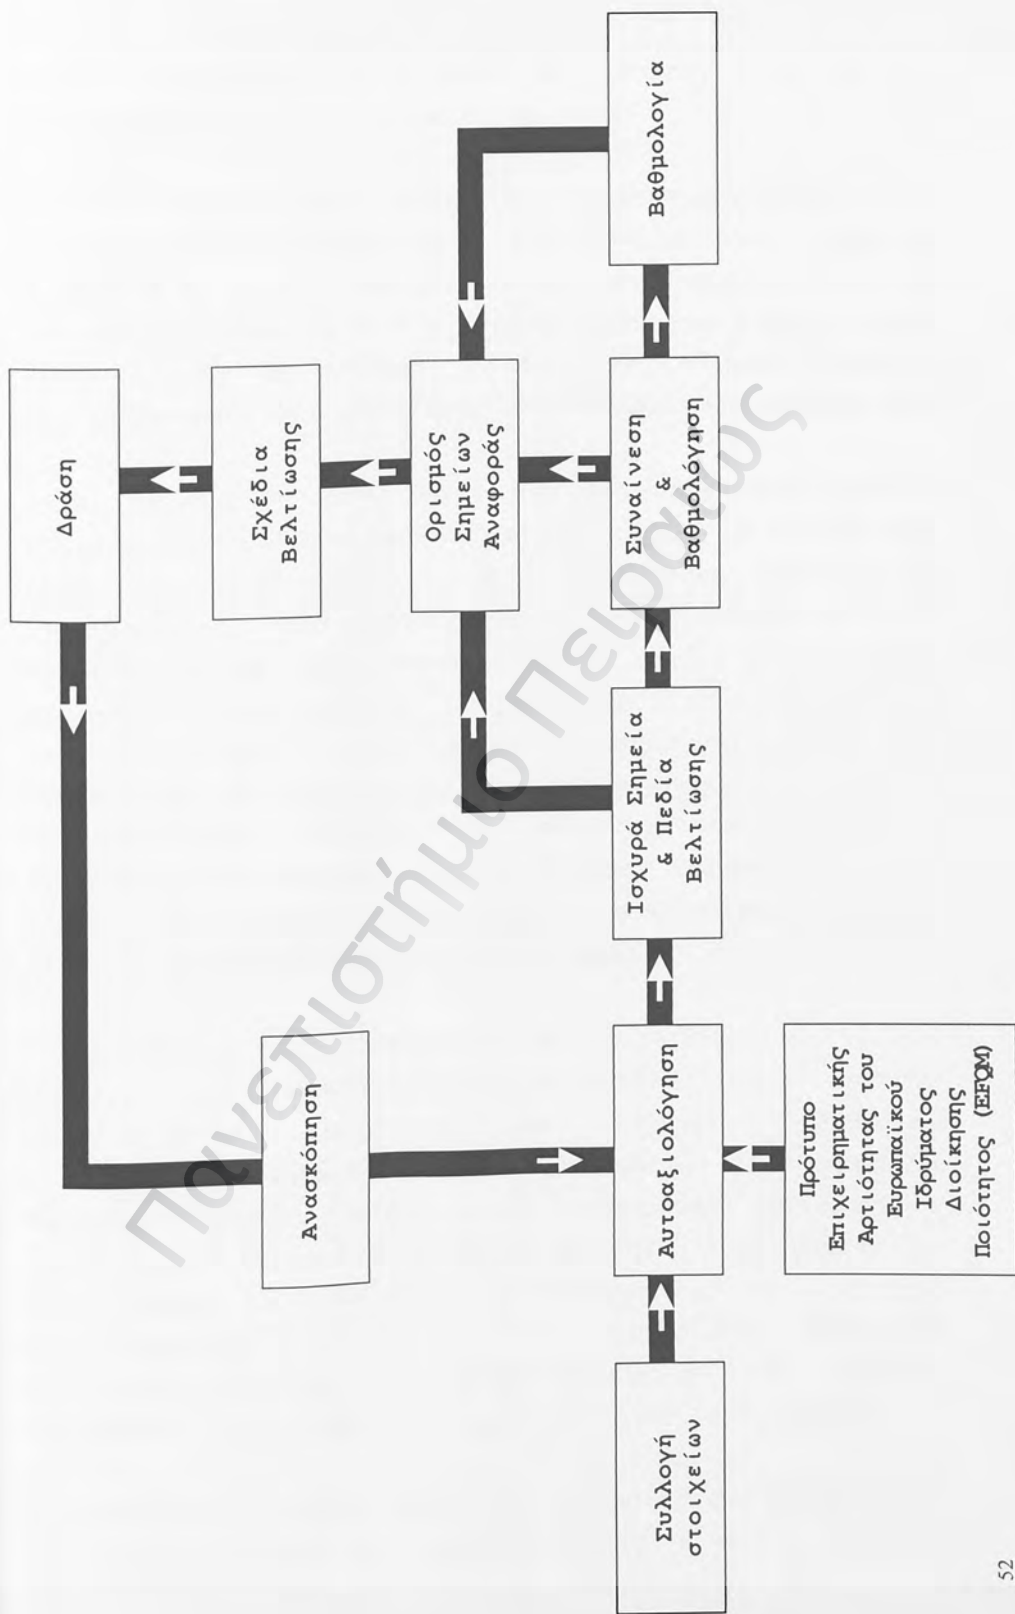 Δράση
Σχέδια
Βελτίωσης
Ανασκόπηση
Ορισμός
Σημείων
Αναφοράς
Συλλογή
στοιχείων
Αυτοαξιολόγηση
Ισχυρά Σημεία
& Πεδία
Βελτίωσης
Συναίνεση
&
Βαθμολόγηση
Βαθμολογία
Πρότυπο
Επιχειρηματικής
Αρτιότητας του
Ευρωπαϊκού
Ιδρύματος
Διοίκησης
Ποιότητος (EFQM)
Πανεπιστήμιο Πειραιώς
52